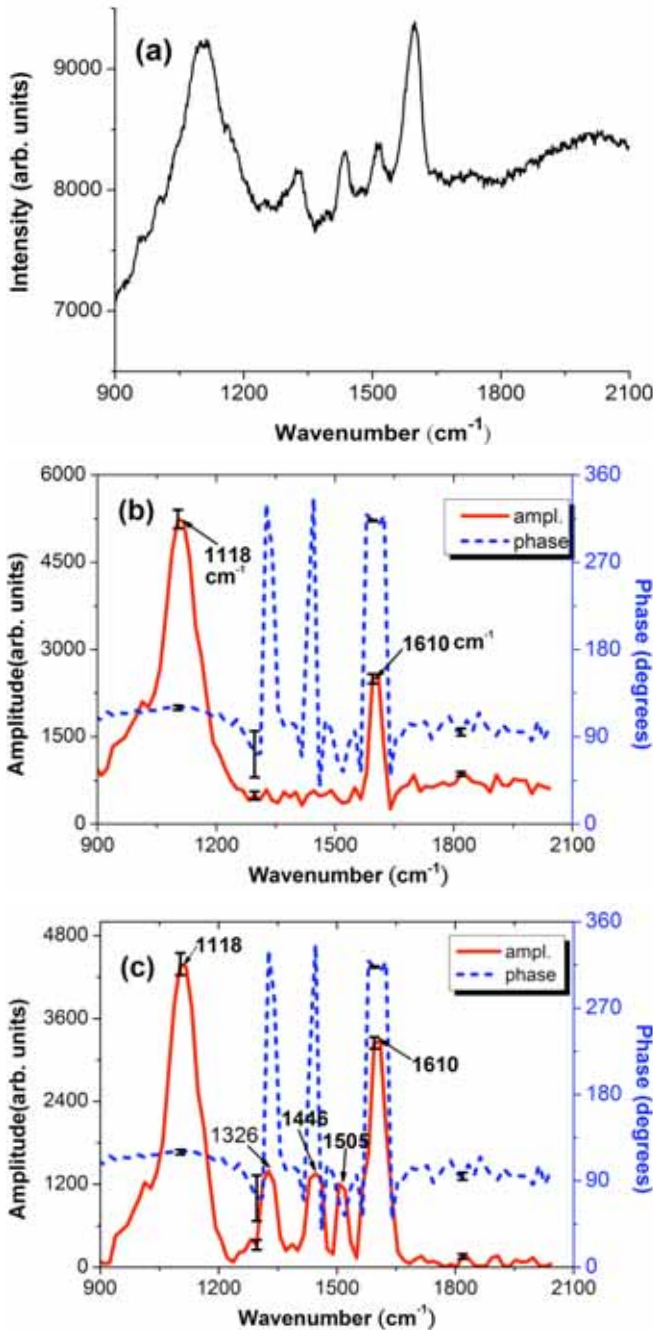 (a)
Intensity (arb. units)
9000
8000
7000
900 1200 1500 1800 2100
Wavenumber (cm⁻¹)
(b)
Amplitude(arb. units)
6000
4500
3000
1500
0
1118
cm⁻¹
1610 cm⁻¹
ampl.
phase
360
270
180
90
0
Phase (degrees)
900 1200 1500 1800 2100
Wavenumber (cm⁻¹)
(c)
Amplitude(arb. units)
4800
3600
2400
1200
0
1118
1326
1446
1505
1610
ampl.
phase
360
270
180
90
0
Phase (degrees)
900 1200 1500 1800 2100
Wavenumber (cm⁻¹)